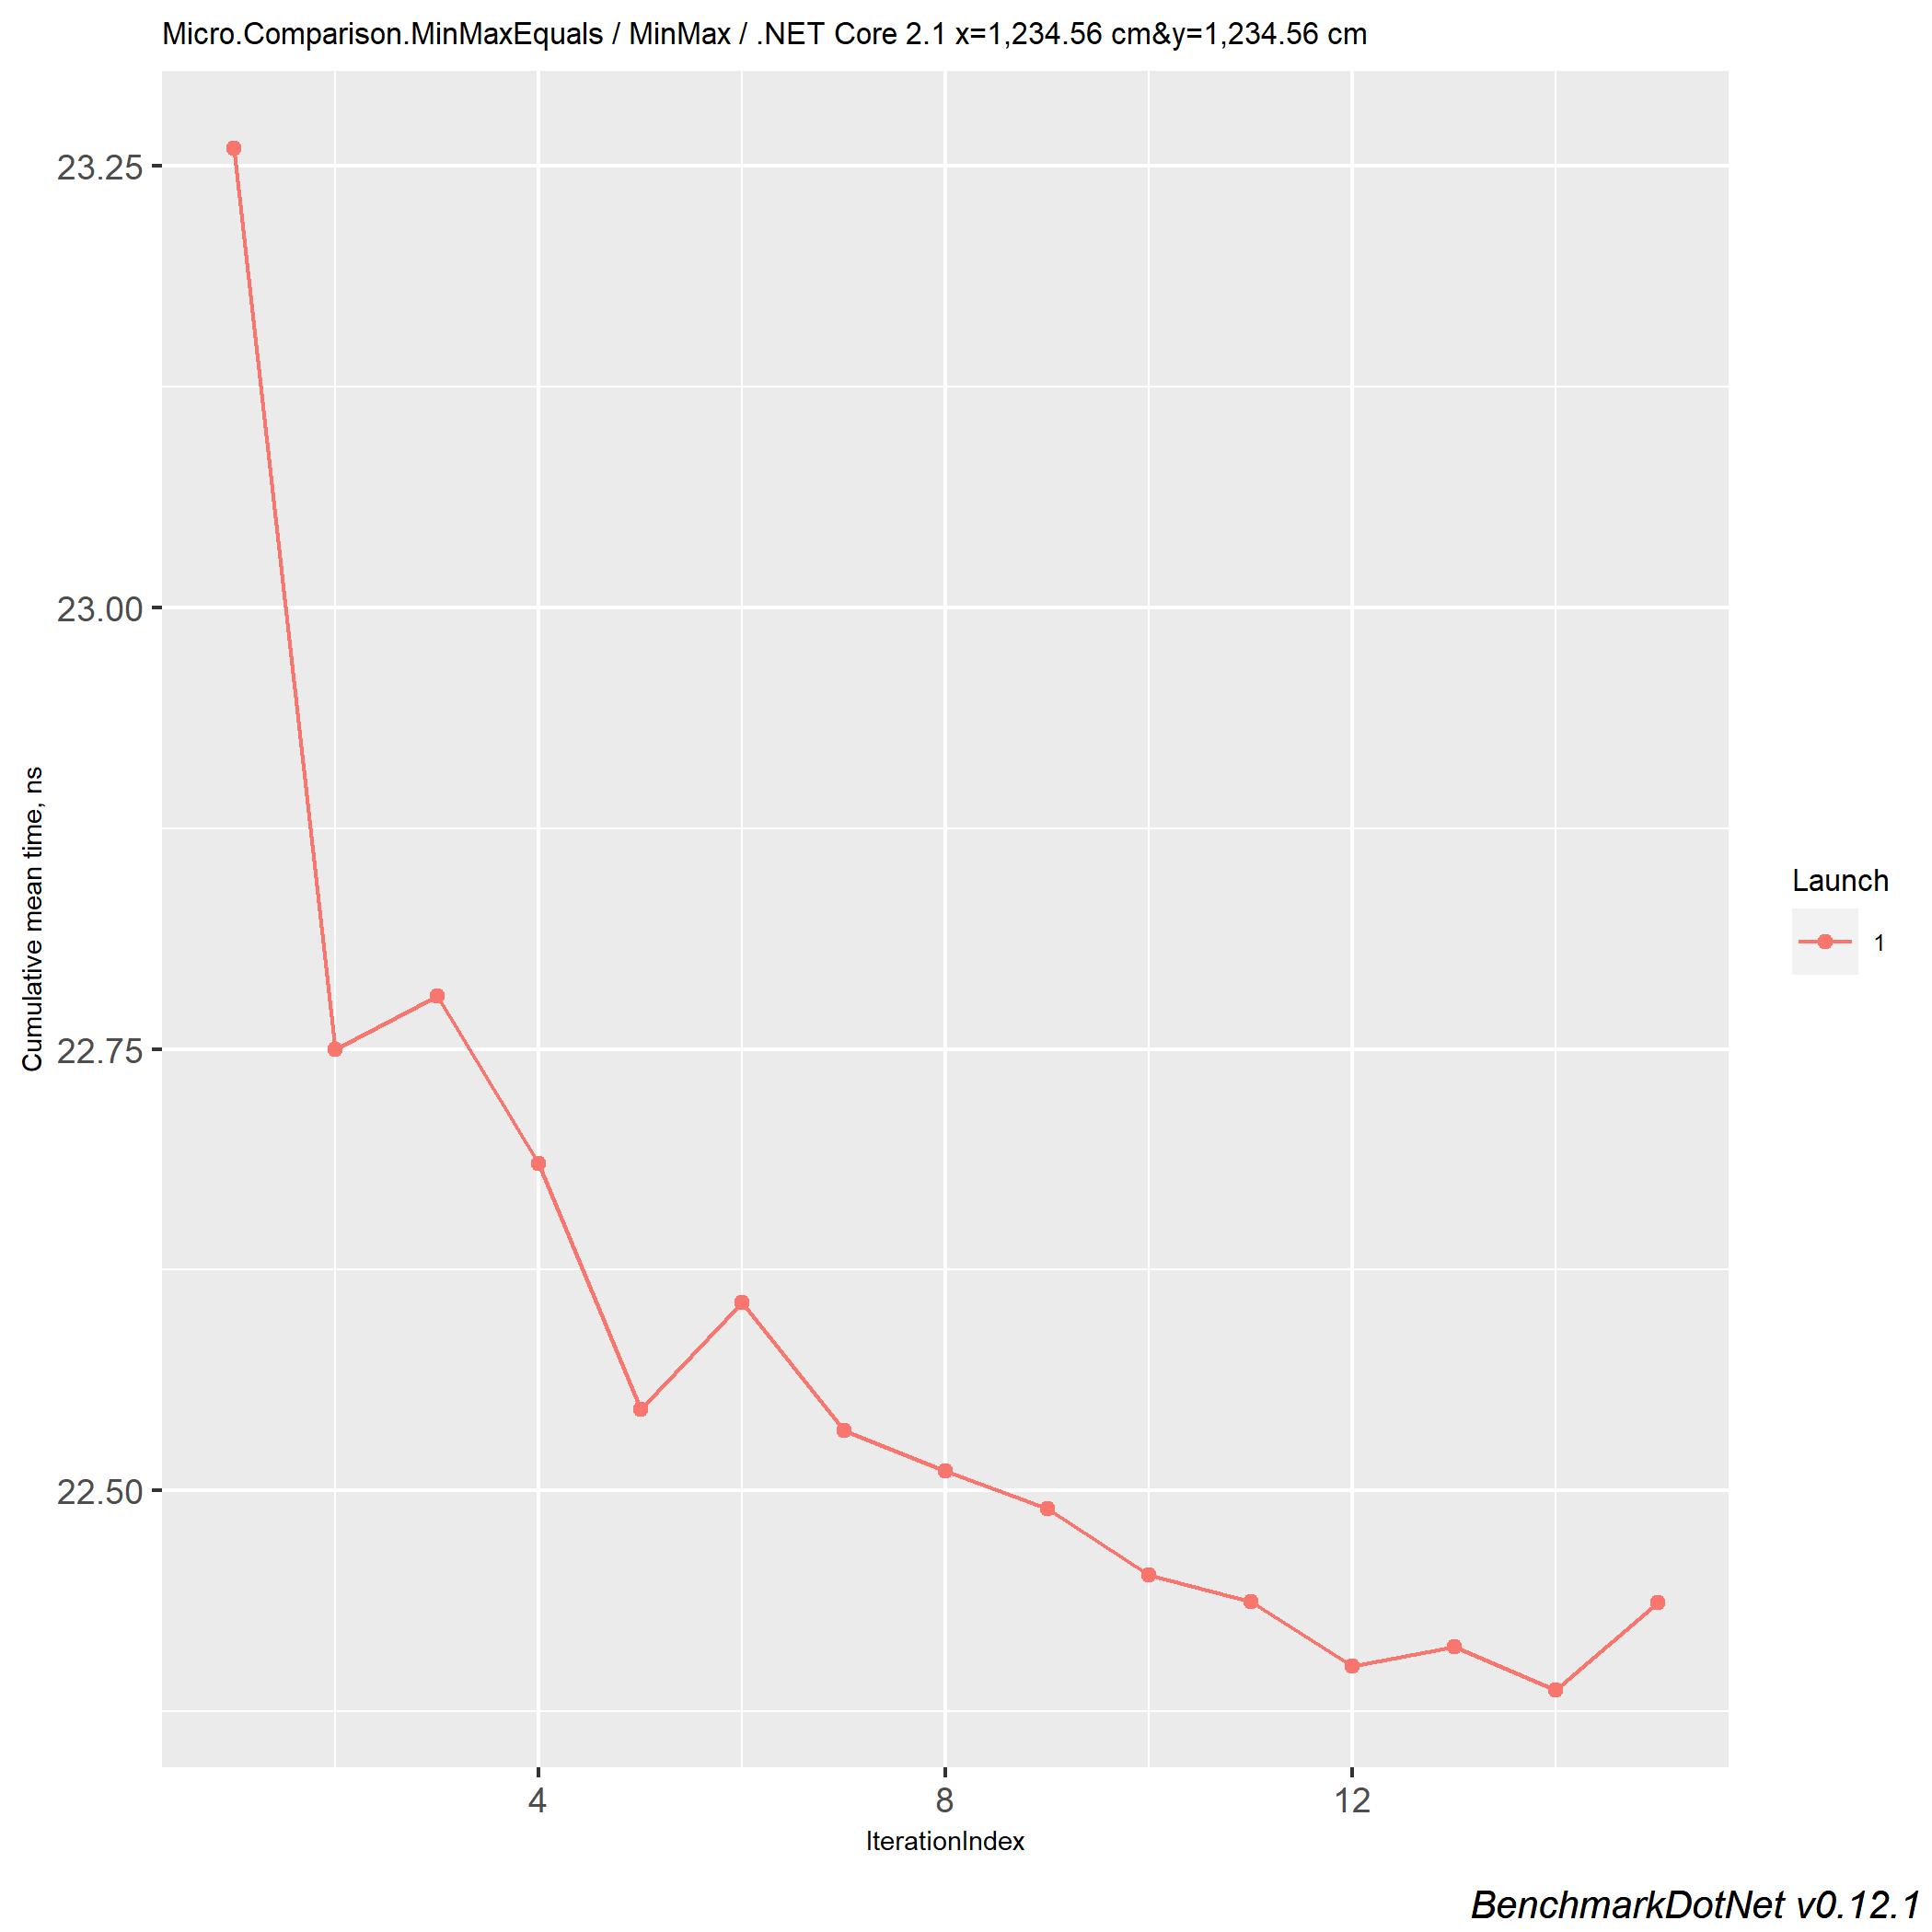 Micro.Comparison.MinMaxEquals / MinMax / .NET Core 2.1 x=1,234.56 cm&y=1,234.56 cm
Cumulative mean time, ns
23.25
23.00
22.75
22.50
4
8
12
IterationIndex
Launch
1
BenchmarkDotNet v0.12.1